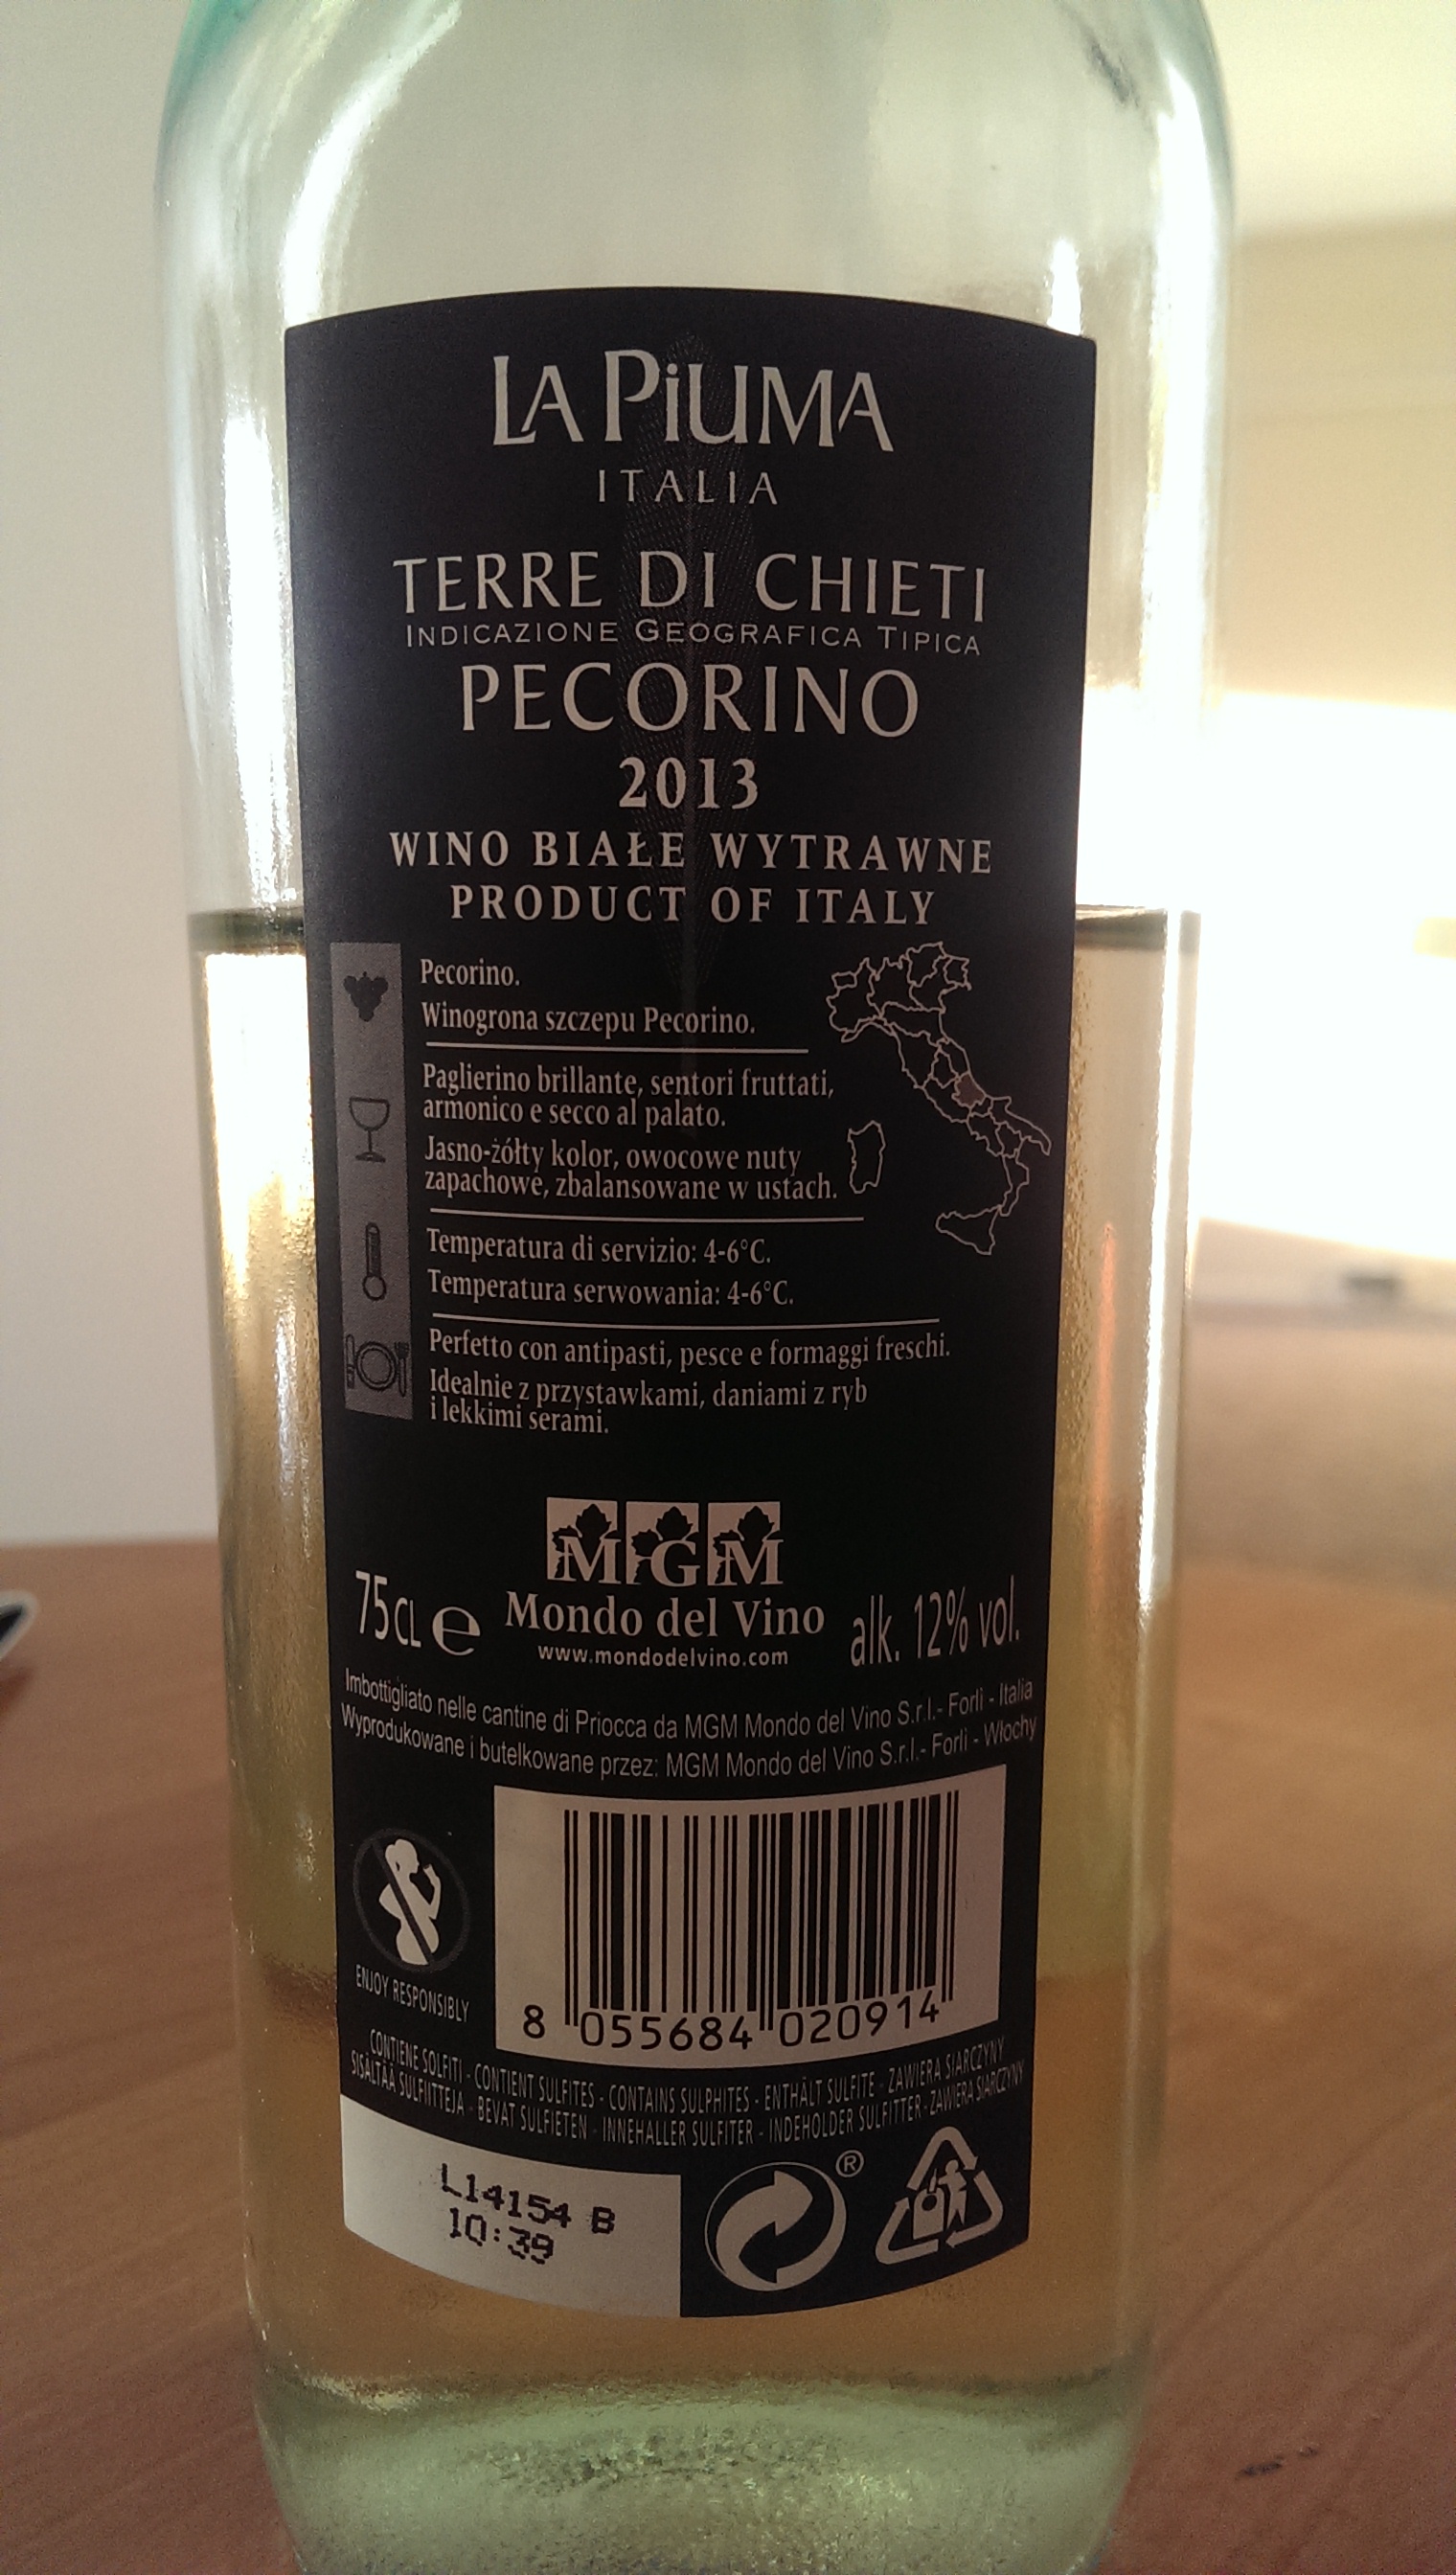 LA PiUMA
ITALIA
TERRE DI CHIETI
INDICAZIONE GEOGRAFICA TIPICA
PECORINO
2013
WINO BIAŁE WYTRAWNE
PRODUCT OF ITALY
Pecorino.
Winogrona szczepu Pecorino.
Paglierino brillante, sentori fruttati,
armonico e secco al palato.
Jasno-żółty kolor, owocowe nuty
zapachowe, zbalansowane w ustach.
Temperatura di servizio: 4-6°C.
Temperatura serwowania: 4-6°C.
Perfetto con antipasti, pesce e formaggi freschi.
Idealnie z przystawkami, daniami z ryb
i lekkimi serami.
MGM
75CL e Mondo del Vino alk. 12% vol.
www.mondodelvino.com
Imbottigliato nelle cantine di Priocca da MGM Mondo del Vino S.r.l.- Forlì - Italia
Wyprodukowane i butelkowane przez: MGM Mondo del Vino S.r.l.- Forlì - Włochy
ENJOY RESPONSIBLY
8 055684 020914
CONTIENE SOLFITI - CONTIENT SULFITES - CONTAINS SULPHITES - ENTHÄLT SULFITE - ZAWIERA SIARCZYNY
SISÄLTÄÄ SULFIITTEJA - BEVAT SULFIETEN - INNEHALLER SULFITER - INDEHOLDER SULFITTER - ZAWIERA SIARCZYNY
L14154 B
10:39
®